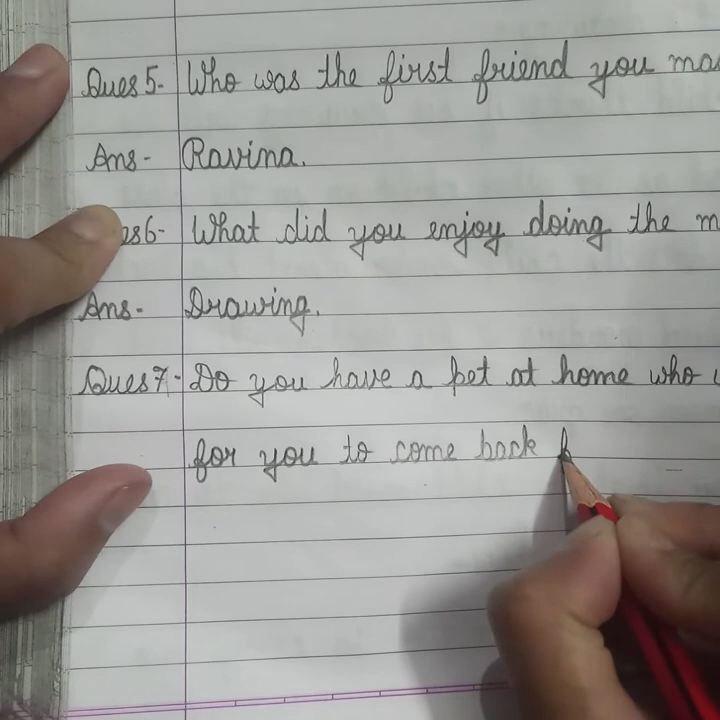 Ques 5- Who was the first friend you
Ans- Ravina.
What did you enjoy doing the
Ans- Drawing.
Ques 7- Do you have a pet at home who
for you to come back